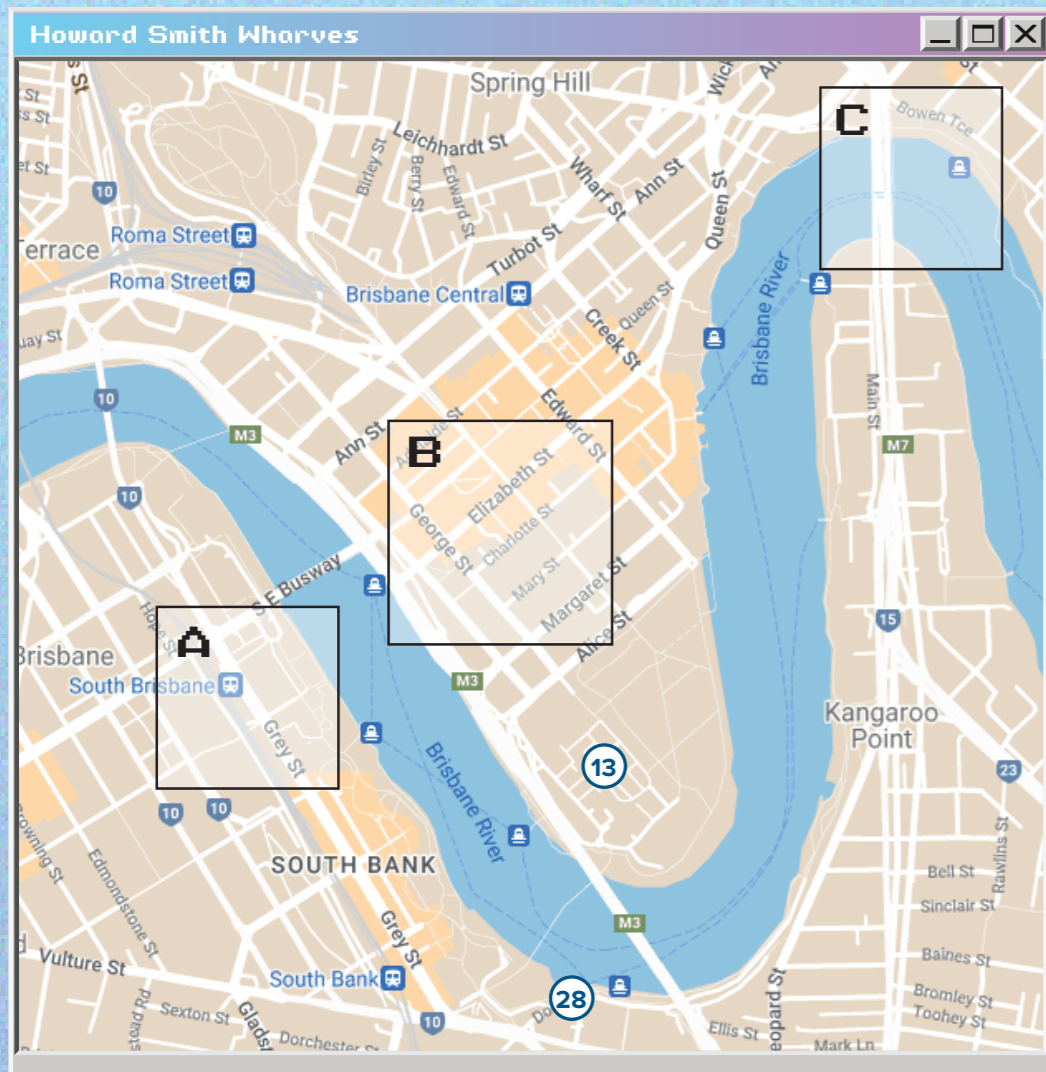 Howard Smith Wharves
Spring Hill
Bowen Tce
C
Leichhardt St
Birley St
Berry St
Edward St
Wharf St
Ann St
Queen St
Turbot St
10
Roma Street
Roma Street
Terrace
Brisbane Central
Queen St
Creek St
Brisbane River
Main St
M7
10
M3
Ann St
Adelaide St
Edward St
B
Elizabeth St
George St
Charlotte St
Mary St
Margaret St
Alice St
10
S E Busway
Hope St
A
Brisbane
South Brisbane
Grey St
M3
15
Kangaroo
Point
13
23
Brisbane River
10
10
SOUTH BANK
Browning St
Edmondstone St
Grey St
M3
Bell St
Rawlins St
Sinclair St
Baines St
Bromley St
Toohey St
Mark Ln
Vulture St
South Bank
28
10
Sexton St
Dorchester St
Ellis St